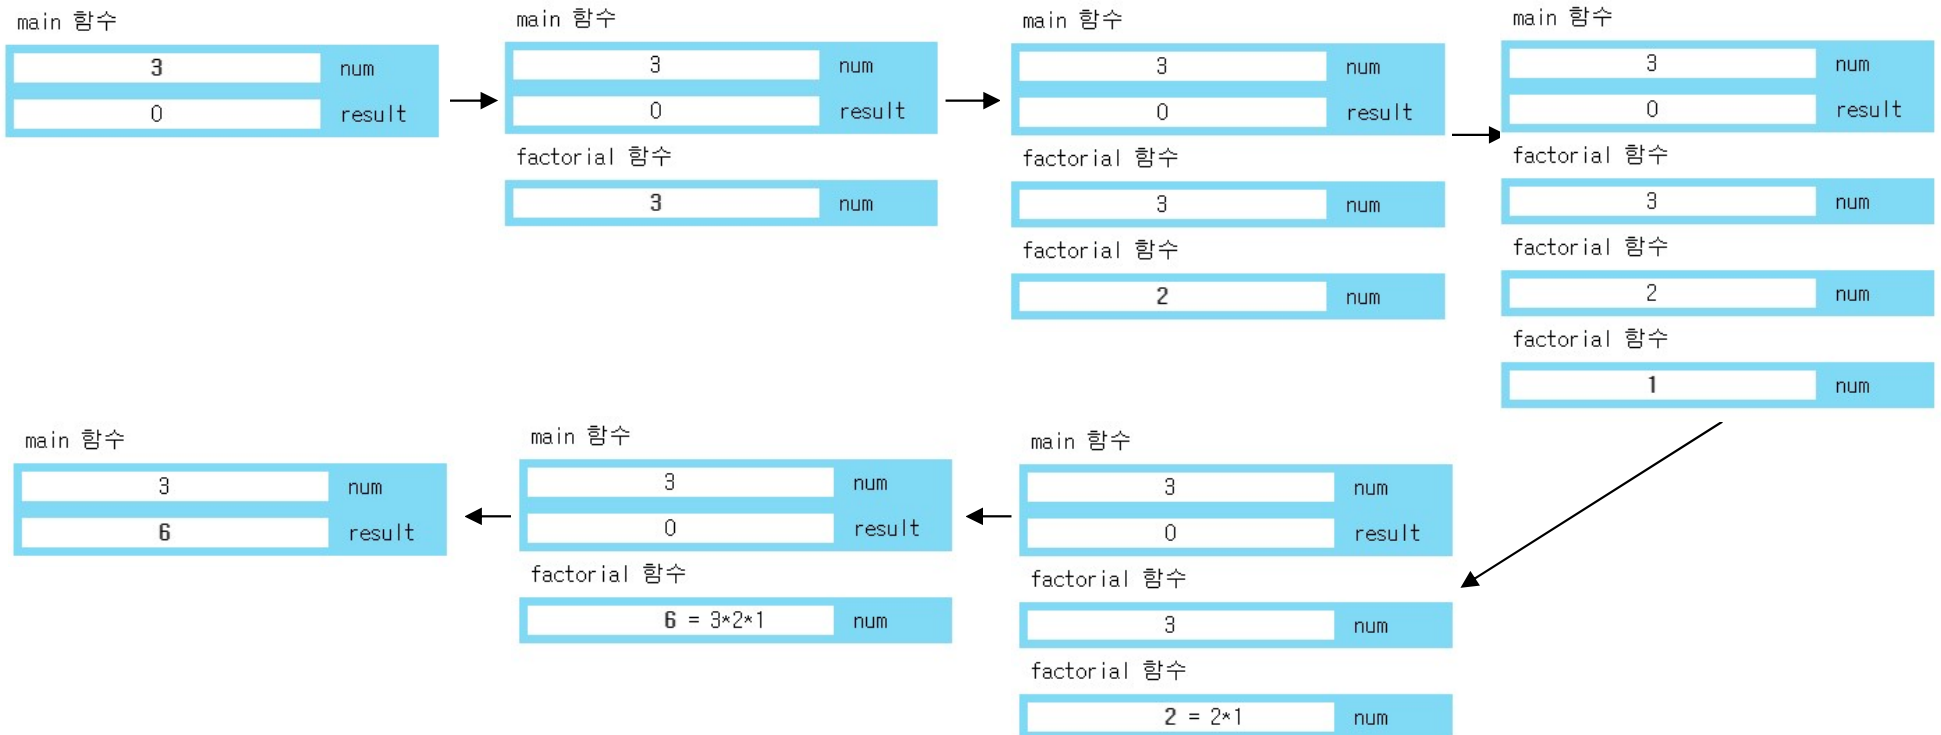 main 함수
3 num
0 result
main 함수
3 num
0 result
factorial 함수
3 num
main 함수
3 num
0 result
factorial 함수
3 num
factorial 함수
2 num
main 함수
3 num
0 result
factorial 함수
3 num
factorial 함수
2 num
factorial 함수
1 num
main 함수
3 num
0 result
factorial 함수
3 num
factorial 함수
2 = 2*1 num
main 함수
3 num
0 result
factorial 함수
6 = 3*2*1 num
main 함수
3 num
6 result